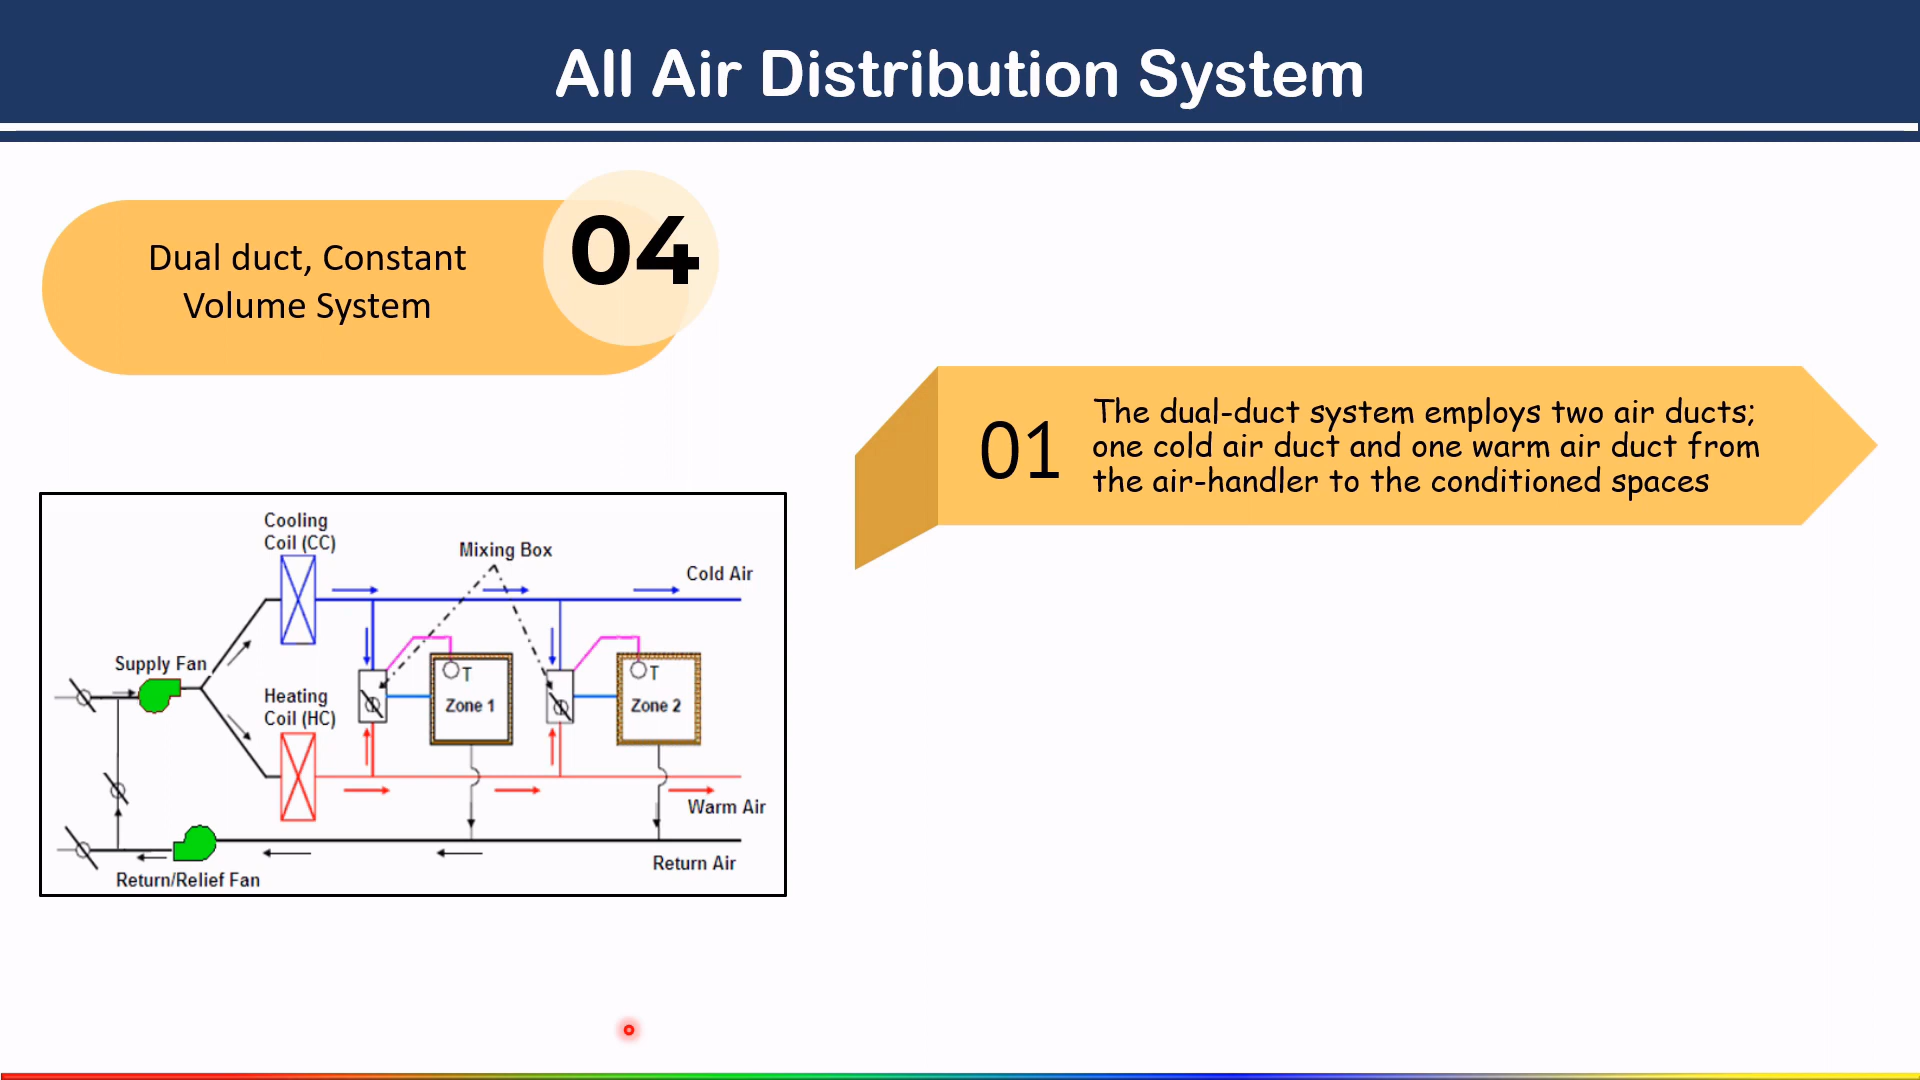 All Air Distribution System
Dual duct, Constant
Volume System
04
01
The dual-duct system employs two air ducts;
one cold air duct and one warm air duct from
the air-handler to the conditioned spaces
Cooling
Coil (CC)
Mixing Box
Cold Air
Supply Fan
Heating
Coil (HC)
T
Zone 1
T
Zone 2
Warm Air
Return Air
Return/Relief Fan